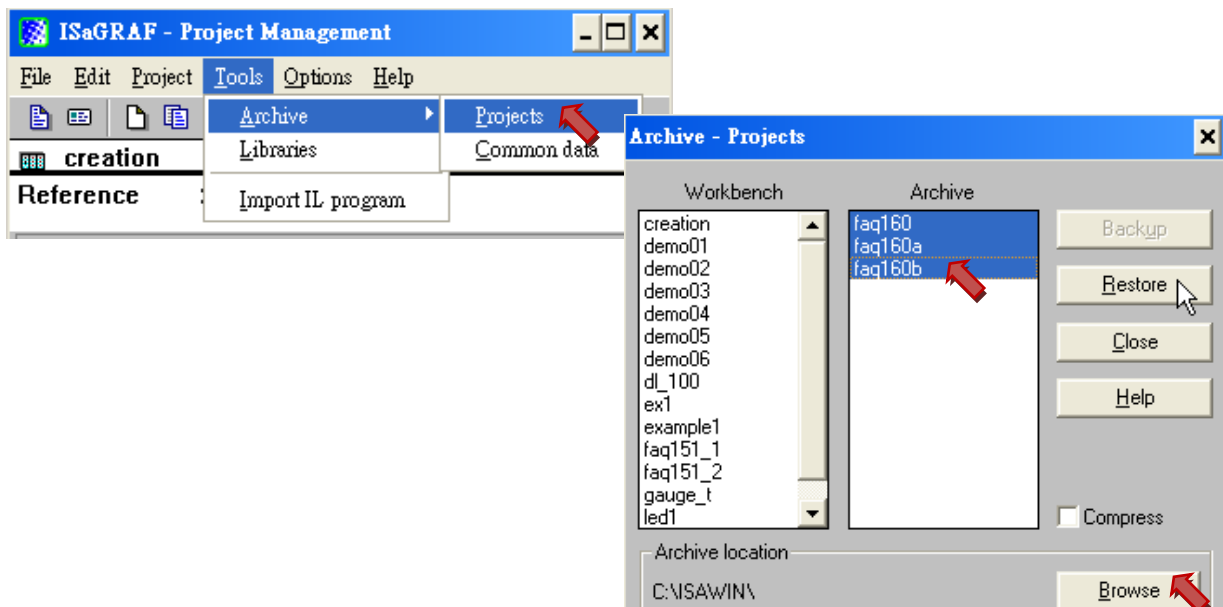 ISaGRAF - Project Management
File Edit Project Tools Options Help
Archive
Projects
Libraries
Common data
Import IL program
creation
Reference :
Archive - Projects
Workbench
Archive
creation
demo01
demo02
demo03
demo04
demo05
demo06
dl_100
ex1
example1
faq151_1
faq151_2
gauge_t
led1
faq160
faq160a
faq160b
Backup
Restore
Close
Help
Compress
Archive location
C:\ISAWIN\
Browse